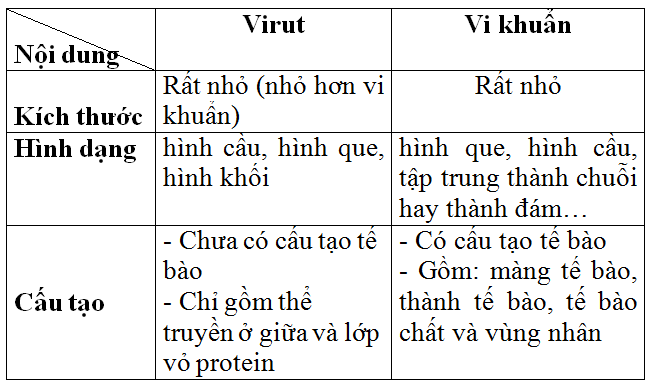 Virut
Vi khuẩn
Nội dung
Kích thước
Rất nhỏ (nhỏ hơn vi
khuẩn)
Rất nhỏ
Hình dạng
hình cầu, hình que,
hình khối
hình que, hình cầu,
tập trung thành chuỗi
hay thành đám…
Cấu tạo
- Chưa có cấu tạo tế
bào
- Chỉ gồm thể
truyền ở giữa và lớp
vỏ protein
- Có cấu tạo tế bào
- Gồm: màng tế bào,
thành tế bào, tế bào
chất và vùng nhân